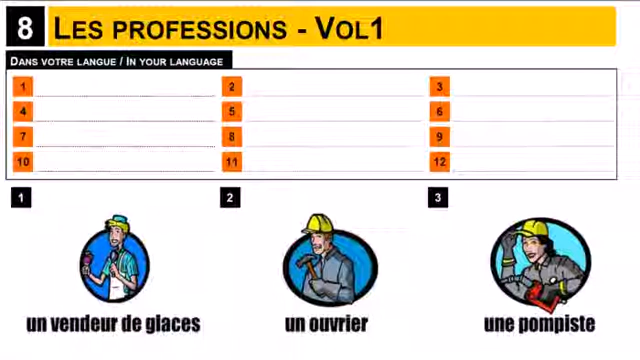 8 LES PROFESSIONS - VOL1
DANS VOTRE LANGUE / IN YOUR LANGUAGE
1 2 3
4 5 6
7 8 9
10 11 12
1 2 3
un vendeur de glaces un ouvrier une pompiste